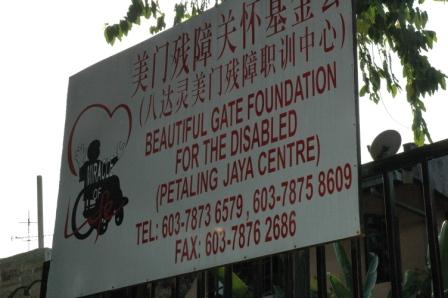 美门残障关怀基金会
(八达灵美门残障职训中心)
BEAUTIFUL GATE FOUNDATION
FOR THE DISABLED
(PETALING JAYA CENTRE)
TEL: 603-7873 6579 , 603-7875 8609
FAX: 603-7876 2686
MIRACLE
OF